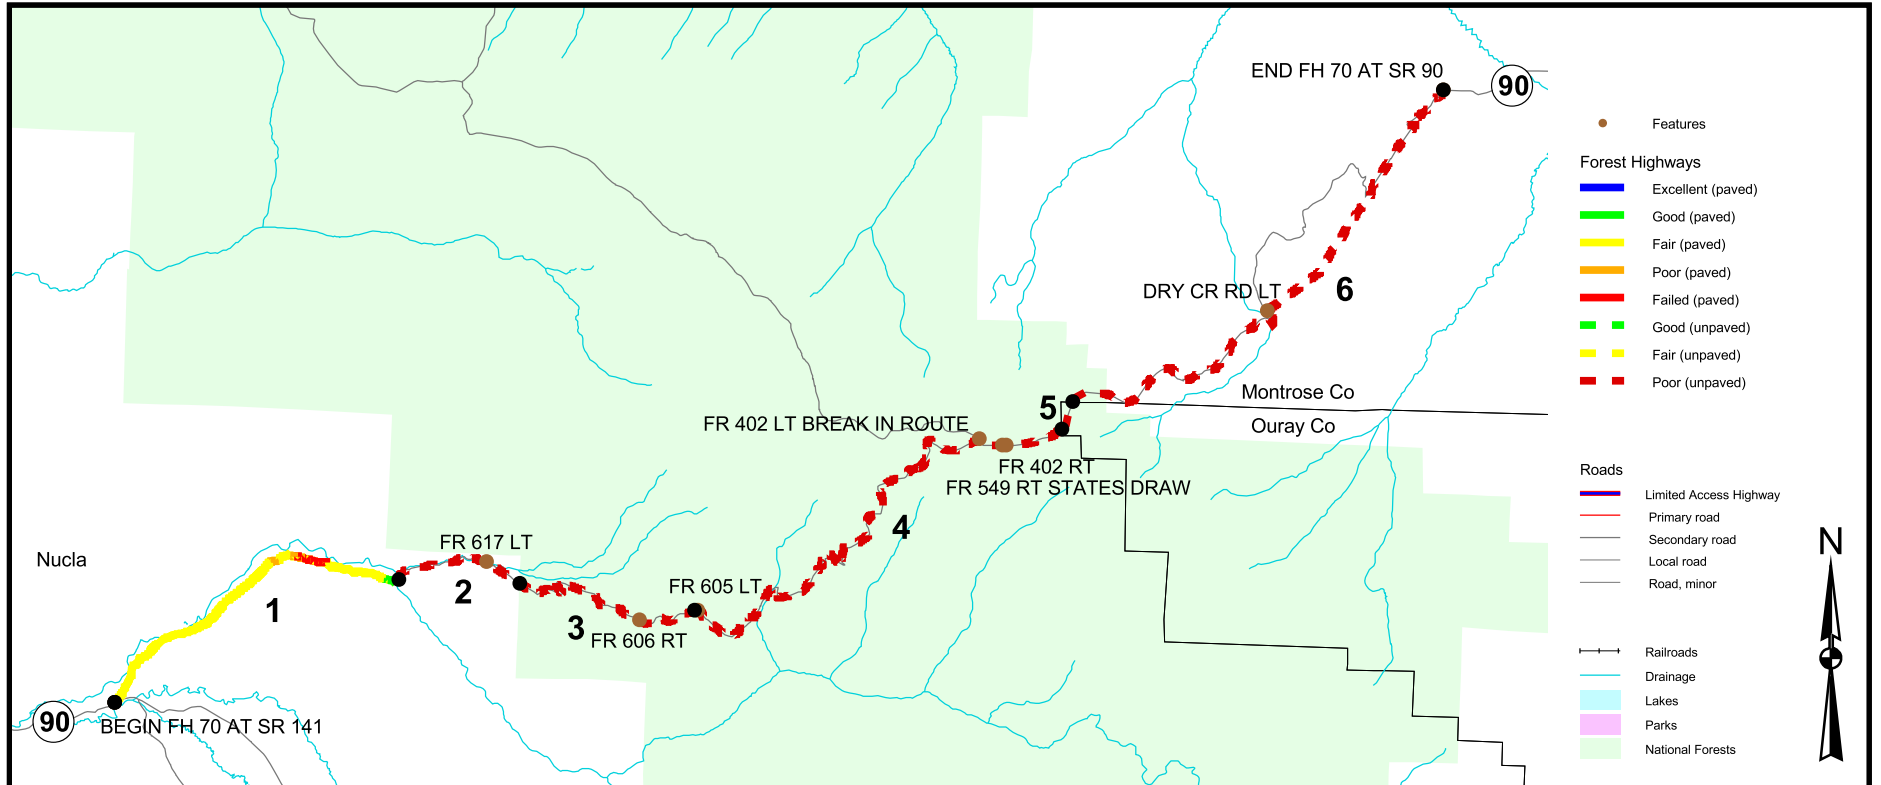 END FH 70 AT SR 90
90
DRY CR RD LT
6
Montrose Co
5
Ouray Co
FR 402 LT BREAK IN ROUTE
FR 402 RT
FR 549 RT STATES DRAW
4
Nucla
FR 617 LT
2
FR 605 LT
1
3
FR 606 RT
90
BEGIN FH 70 AT SR 141
Features
Forest Highways
Excellent (paved)
Good (paved)
Fair (paved)
Poor (paved)
Failed (paved)
Good (unpaved)
Fair (unpaved)
Poor (unpaved)
Roads
Limited Access Highway
Primary road
Secondary road
Local road
Road, minor
Railroads
Drainage
Lakes
Parks
National Forests
N